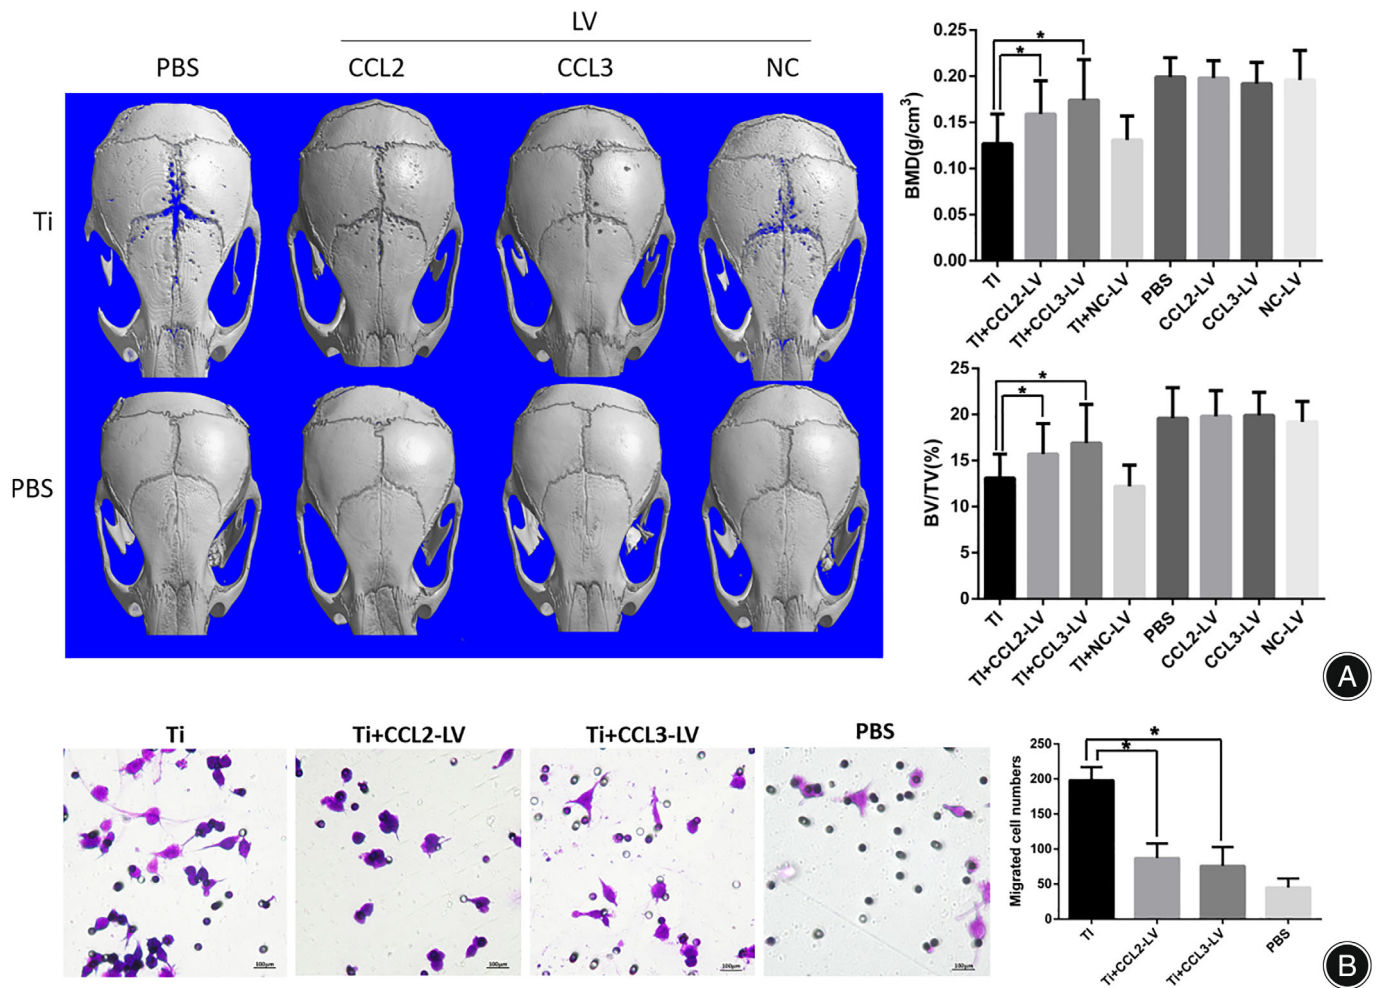 LV
PBS CCL2 CCL3 NC
Ti
PBS
BMD(g/cm³)
0.25
0.20
0.15
0.10
0.05
0.00
* *
TI
TI+CCL2-LV
TI+CCL3-LV
TI+NC-LV
PBS
CCL2-LV
CCL3-LV
NC-LV
BV/TV(%)
25
20
15
10
5
0
* *
TI
TI+CCL2-LV
TI+CCL3-LV
TI+NC-LV
PBS
CCL2-LV
CCL3-LV
NC-LV
A
Ti Ti+CCL2-LV Ti+CCL3-LV PBS
100μm 100μm 100μm 100μm
Migrated cell numbers
250
200
150
100
50
0
* *
TI
Ti+CCL2-LV
Ti+CCL3-LV
PBS
B